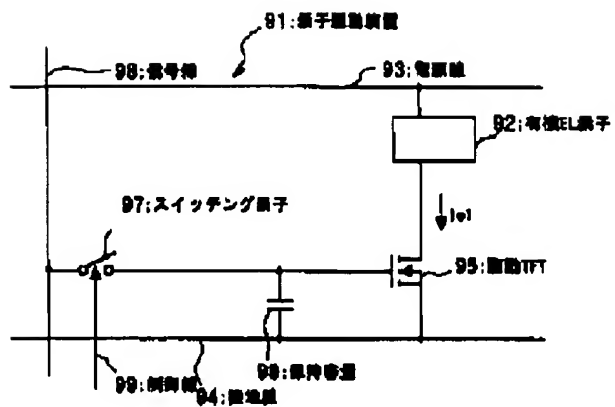 91;素子駆動装置
98;信号線
93;電源線
92;有機EL素子
97;スイッチング素子
Iel
95;駆動TFT
96;保持容量
99;制御線
94;接地線